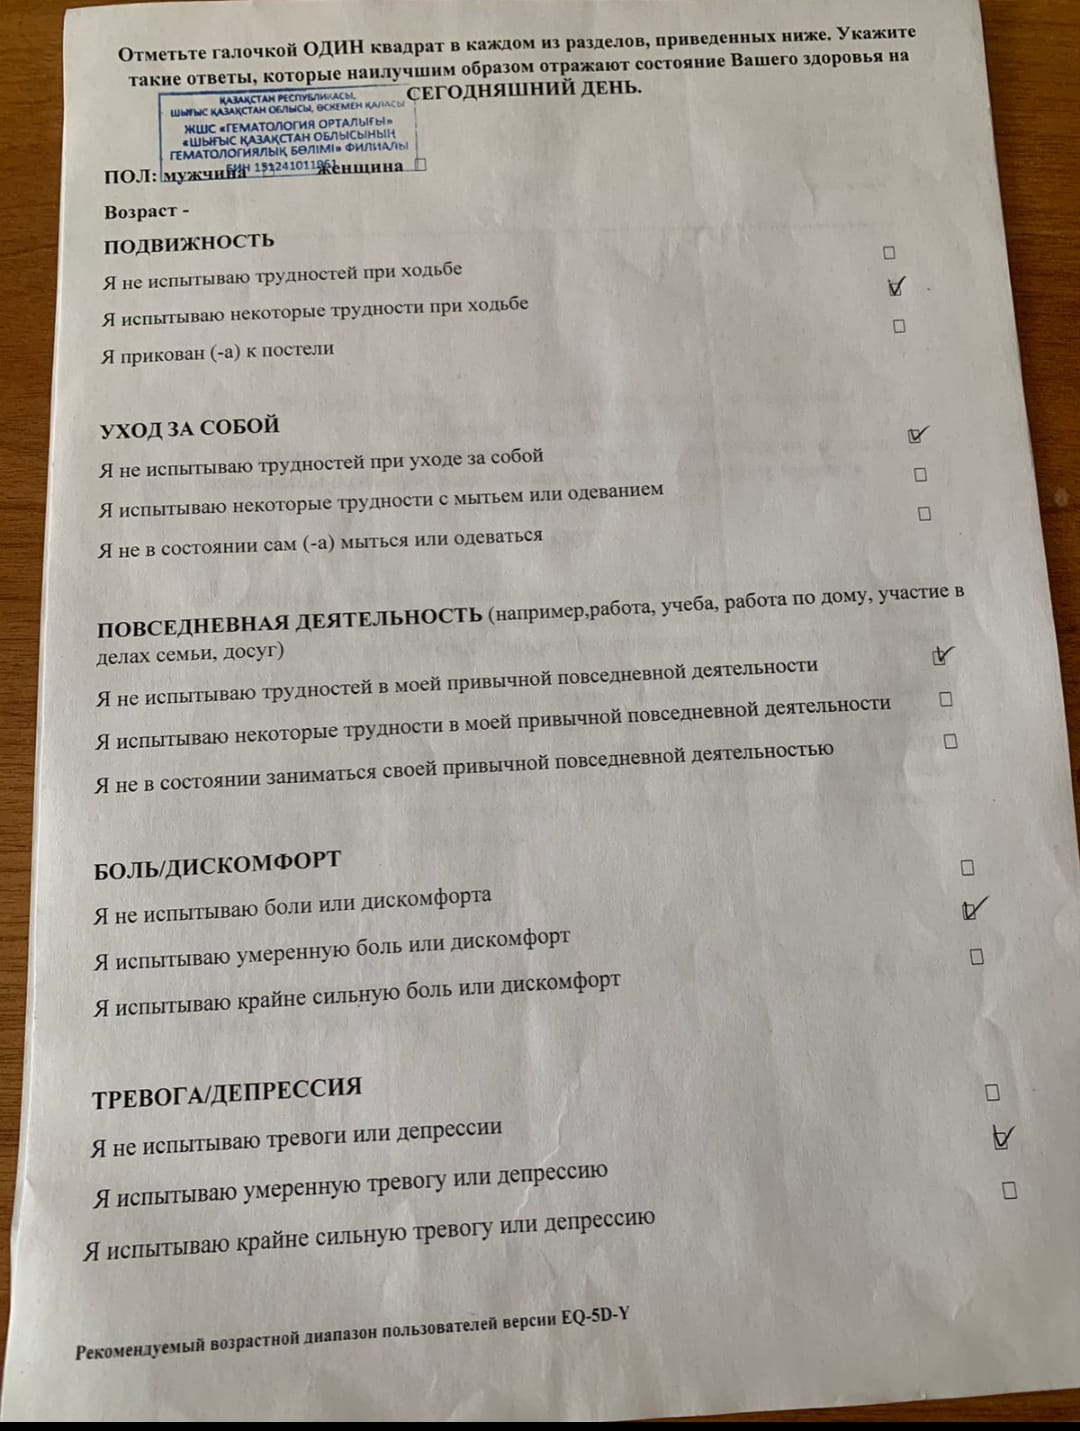 Отметьте галочкой ОДИН квадрат в каждом из разделов, приведенных ниже. Укажите
такие ответы, которые наилучшим образом отражают состояние Вашего здоровья на
СЕГОДНЯШНИЙ ДЕНЬ.
ҚАЗАҚСТАН РЕСПУБЛИКАСЫ,
ШЫҒЫС ҚАЗАҚСТАН ОБЛЫСЫ, ӨСКЕМЕН ҚАЛАСЫ
ЖШС «ГЕМАТОЛОГИЯ ОРТАЛЫҒЫ»
«ШЫҒЫС ҚАЗАҚСТАН ОБЛЫСЫНЫҢ
ГЕМАТОЛОГИЯЛЫҚ БӨЛІМІ» ФИЛИАЛЫ
БИН
ПОЛ: мужчина □ женщина □
Возраст -
ПОДВИЖНОСТЬ
Я не испытываю трудностей при ходьбе □
Я испытываю некоторые трудности при ходьбе ☑
Я прикован (-а) к постели □
УХОД ЗА СОБОЙ
Я не испытываю трудностей при уходе за собой ☑
Я испытываю некоторые трудности с мытьем или одеванием □
Я не в состоянии сам (-а) мыться или одеваться □
ПОВСЕДНЕВНАЯ ДЕЯТЕЛЬНОСТЬ (например,работа, учеба, работа по дому, участие в
делах семьи, досуг)
Я не испытываю трудностей в моей привычной повседневной деятельности ☑
Я испытываю некоторые трудности в моей привычной повседневной деятельности □
Я не в состоянии заниматься своей привычной повседневной деятельностью □
БОЛЬ/ДИСКОМФОРТ
Я не испытываю боли или дискомфорта □
Я испытываю умеренную боль или дискомфорт ☑
Я испытываю крайне сильную боль или дискомфорт □
ТРЕВОГА/ДЕПРЕССИЯ
Я не испытываю тревоги или депрессии □
Я испытываю умеренную тревогу или депрессию ☑
Я испытываю крайне сильную тревогу или депрессию □
Рекомендуемый возрастной диапазон пользователей версии EQ-5D-Y